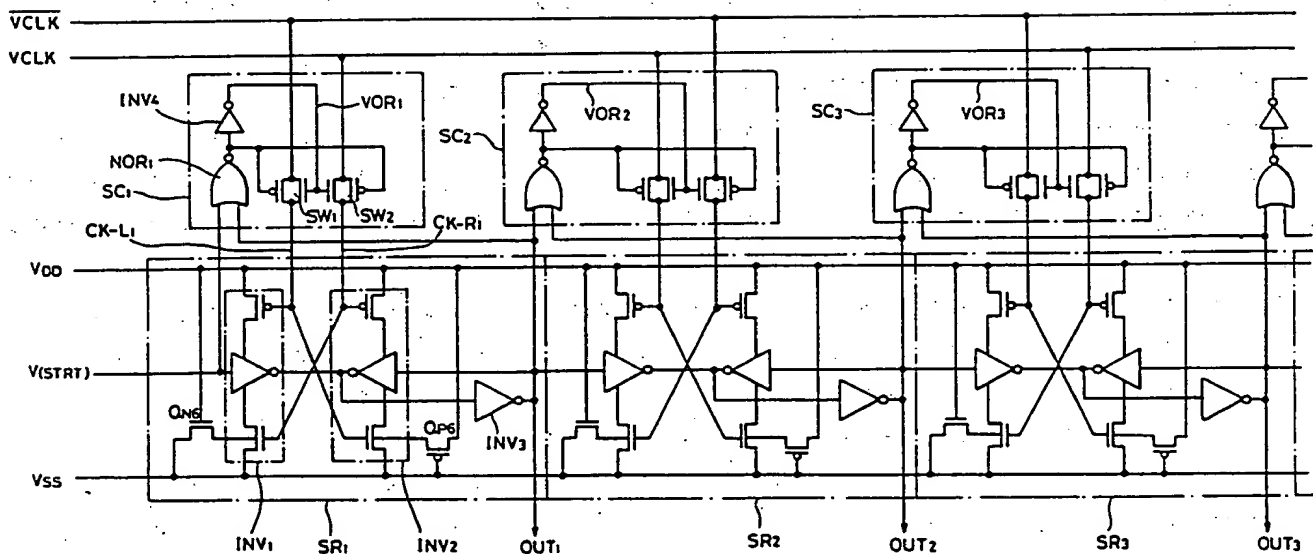 V̅C̅L̅K̅
VCLK
INV4
VOR1
VOR2
VOR3
NOR1
SC1
SC2
SC3
SW1
SW2
CK-L1
CK-R1
VDD
V(STRT)
QN6
QP6
INV3
VSS
INV1
SR1
INV2
OUT1
SR2
OUT2
SR3
OUT3